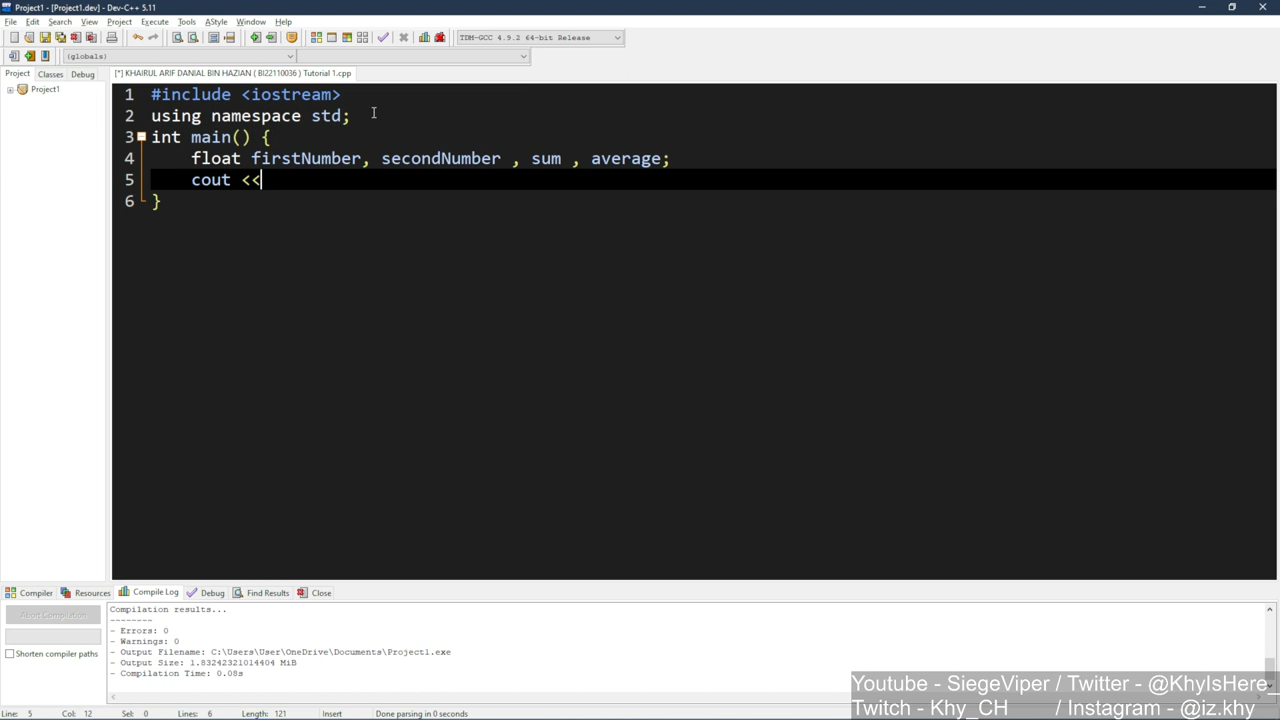 Project1 - [Project1.dev] - Dev-C++ 5.11
File Edit Search View Project Execute Tools AStyle Window Help
TDM-GCC 4.9.2 64-bit Release
(globals)
Project Classes Debug
[*] KHAIRUL ARIF DANIAL BIN HAZIAN ( BI22110036 ) Tutorial 1.cpp
Project1
1 #include <iostream>
2 using namespace std;
3 int main() {
4 float firstNumber, secondNumber , sum , average;
5 cout <<
6 }
Compiler Resources Compile Log Debug Find Results Close
Abort Compilation
Shorten compiler paths
Compilation results...
--------
- Errors: 0
- Warnings: 0
- Output Filename: C:\Users\User\OneDrive\Documents\Project1.exe
- Output Size: 1.83242321014404 MiB
- Compilation Time: 0.08s
Youtube - SiegeViper / Twitter - @KhyIsHere
Twitch - Khy_CH / Instagram - @iz.khy
Line: 5 Col: 12 Sel: 0 Lines: 6 Length: 121 Insert Done parsing in 0 seconds